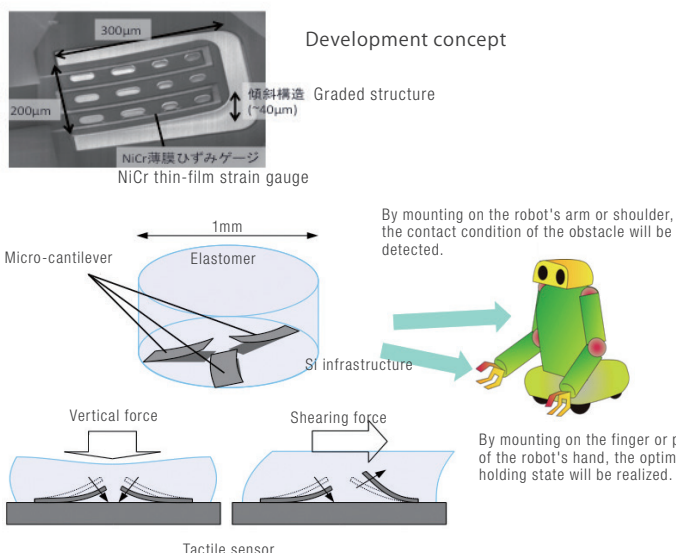 300μm
Development concept
200μm
傾斜構造
(~40μm)
Graded structure
NiCr薄膜ひずみゲージ
NiCr thin-film strain gauge
By mounting on the robot's arm or shoulder,
the contact condition of the obstacle will be
detected.
1mm
Micro-cantilever
Elastomer
Si infrastructure
Vertical force
Shearing force
By mounting on the finger or
of the robot's hand, the optim
holding state will be realized.
Tactile sensor